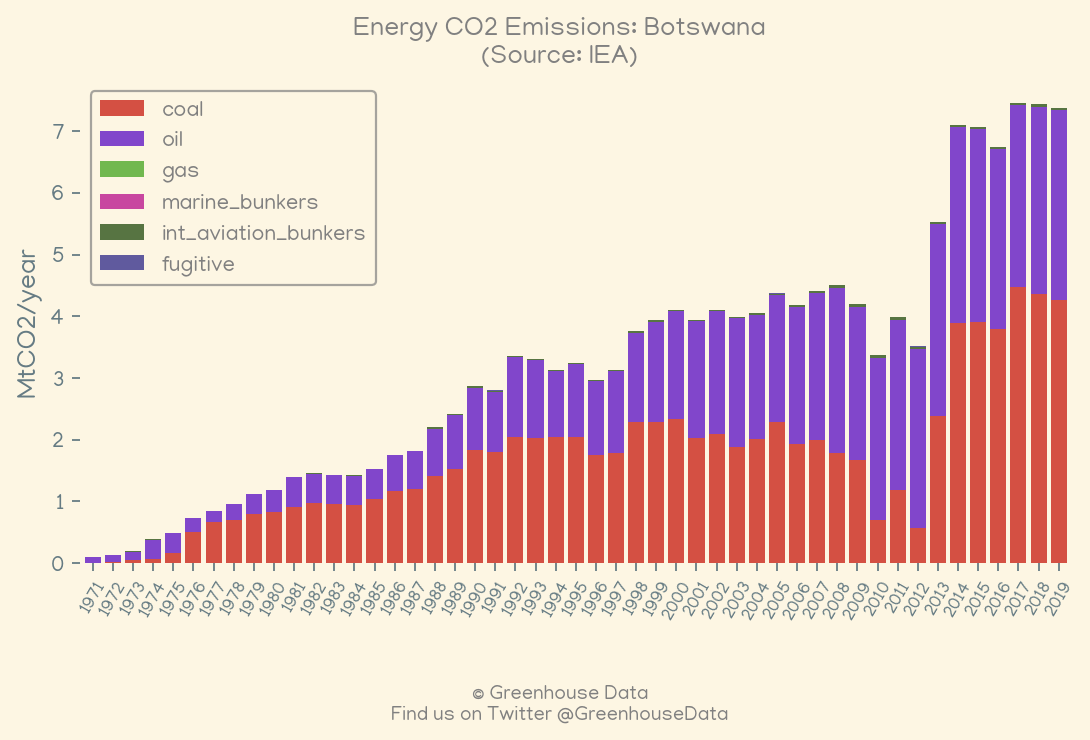 Energy CO2 Emissions: Botswana
(Source: IEA)
coal
oil
gas
marine_bunkers
int_aviation_bunkers
fugitive
MtCO2/year
7
6
5
4
3
2
1
0
1971 1972 1973 1974 1975 1976 1977 1978 1979 1980 1981 1982 1983 1984 1985 1986 1987 1988 1989 1990 1991 1992 1993 1994 1995 1996 1997 1998 1999 2000 2001 2002 2003 2004 2005 2006 2007 2008 2009 2010 2011 2012 2013 2014 2015 2016 2017 2018 2019
© Greenhouse Data
Find us on Twitter @GreenhouseData